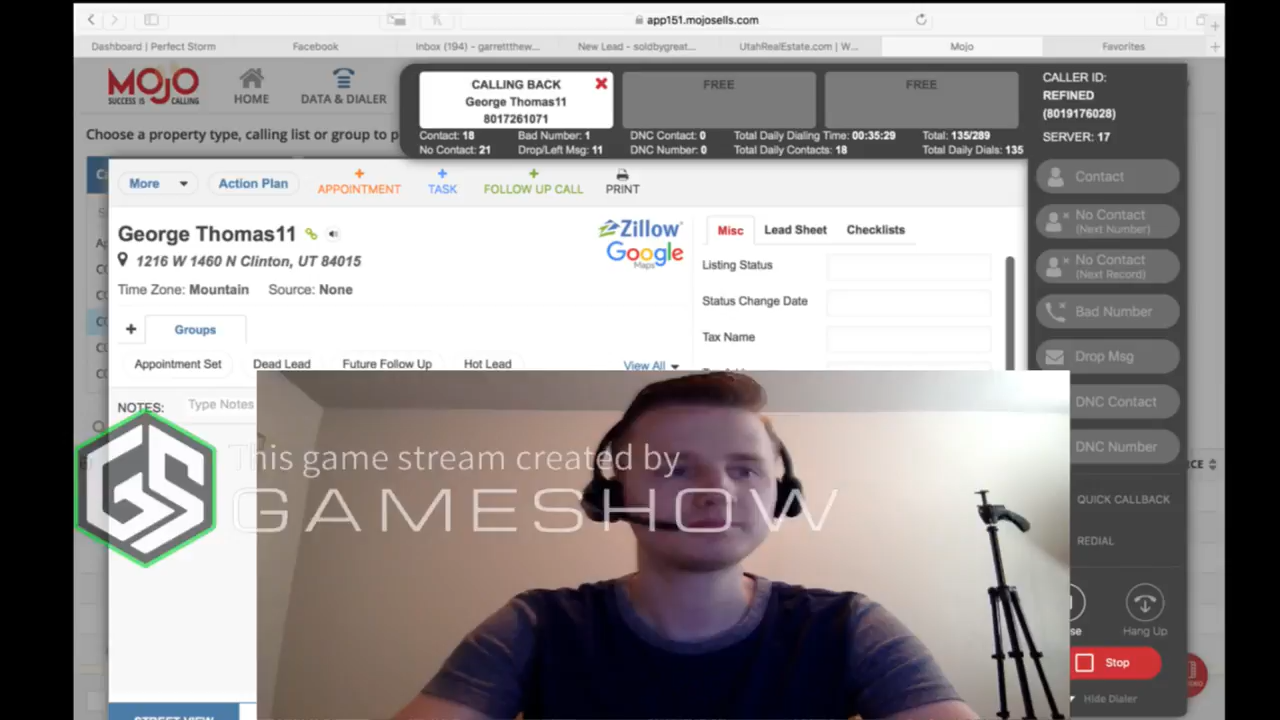 app151.mojosells.com
Dashboard | Perfect Storm
Facebook
Inbox (194) - garrettthew...
New Lead - soldbygreat...
UtahRealEstate.com | W...
Mojo
Favorites
MOJO
SUCCESS IS CALLING
HOME
DATA & DIALER
CALLING BACK
George Thomas11
8017261071
FREE
FREE
CALLER ID:
REFINED
(8019176028)
SERVER: 17
Contact: 18
Bad Number: 1
DNC Contact: 0
Total Daily Dialing Time: 00:35:29
Total: 135/289
No Contact: 21
Drop/Left Msg: 11
DNC Number: 0
Total Daily Contacts: 18
Total Daily Dials: 135
Choose a property type, calling list or group to p
More
Action Plan
APPOINTMENT
TASK
FOLLOW UP CALL
PRINT
George Thomas11
1216 W 1460 N Clinton, UT 84015
Time Zone: Mountain
Source: None
Zillow
Google
Maps
Misc
Lead Sheet
Checklists
Listing Status
Status Change Date
Tax Name
+
Groups
Appointment Set
Dead Lead
Future Follow Up
Hot Lead
View All
NOTES:
Type Notes
Contact
No Contact
(Next Number)
No Contact
(Next Record)
Bad Number
Drop Msg
DNC Contact
DNC Number
QUICK CALLBACK
REDIAL
se
Hang Up
Stop
Hide Dialer
RCE
GS
This game stream created by
GAMESHOW
STREET VIEW